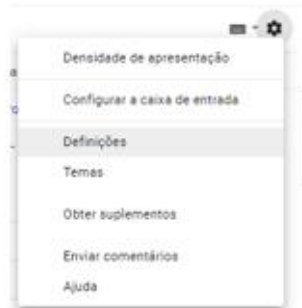 Densidade de apresentação
Configurar a caixa de entrada
Definições
Temas
Obter suplementos
Enviar comentários
Ajuda